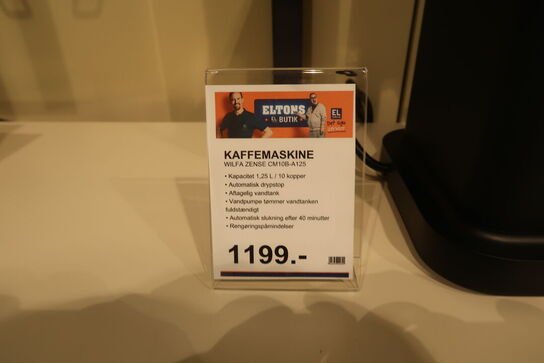 ELTONS
EL BUTIK
EL
KAFFEMASKINE
WILFA ZENSE CM10B-A125
• Kapacitet 1,25 L / 10 kopper
• Automatisk drypstop
• Aftagelig vandtank
• Vandpumpe tømmer vandtanken
fuldstændigt
• Automatisk slukning efter 40 minutter
• Rengøringspåmindelser
1199.-